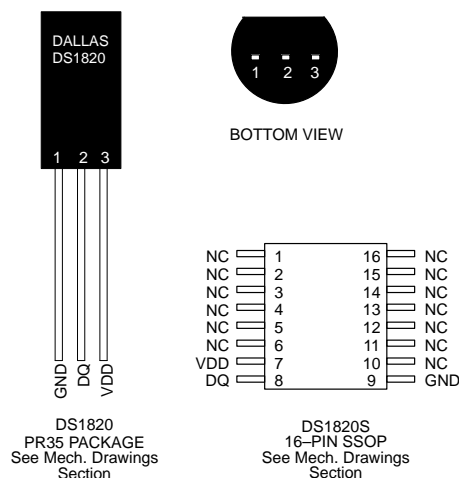 DALLAS
DS1820
1 2 3
GND DQ VDD
DS1820
PR35 PACKAGE
See Mech. Drawings
Section
1 2 3
BOTTOM VIEW
NC 1 16 NC
NC 2 15 NC
NC 3 14 NC
NC 4 13 NC
NC 5 12 NC
NC 6 11 NC
VDD 7 10 NC
DQ 8 9 GND
DS1820S
16–PIN SSOP
See Mech. Drawings
Section